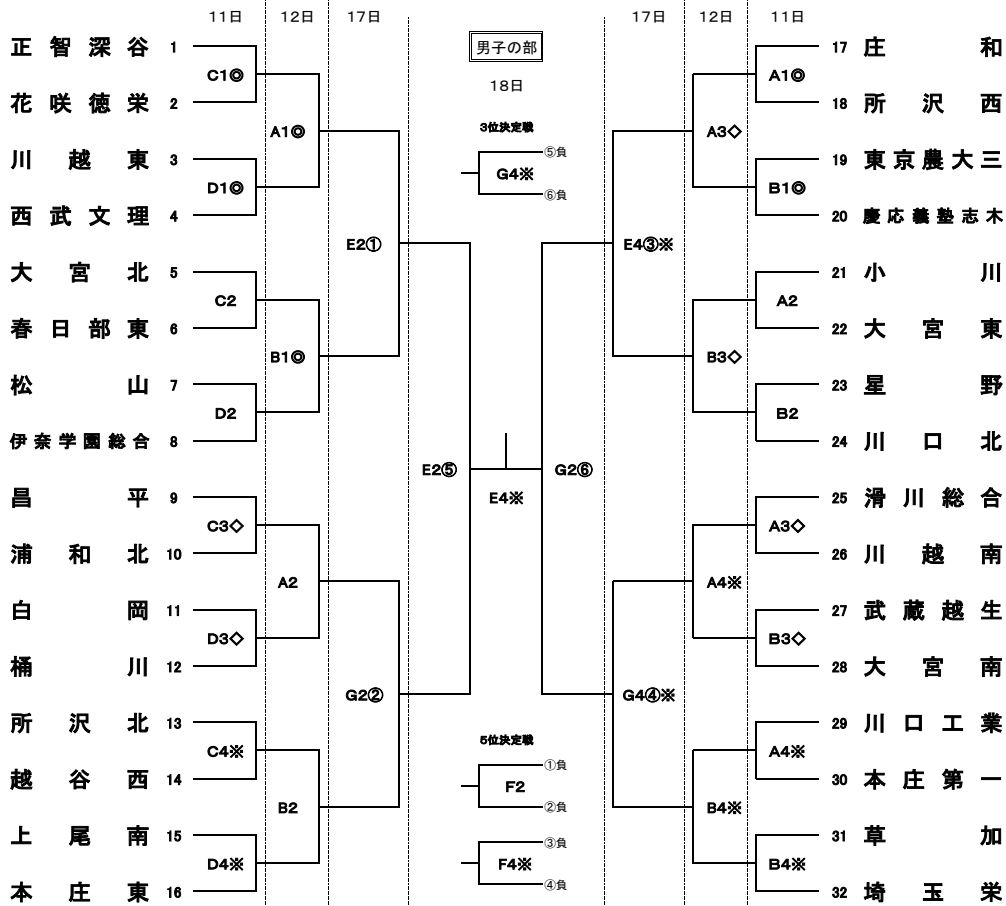 11日 12日 17日 17日 12日 11日
男子の部
18日
正智深谷 1
C1◎
花咲徳栄 2
A1◎
川越東 3
D1◎
西武文理 4
E2①
大宮北 5
C2
春日部東 6
B1◎
松山 7
D2
伊奈学園総合 8
E2⑤
昌平 9
C3◇
浦和北 10
A2
白岡 11
D3◇
桶川 12
G2②
所沢北 13
C4※
越谷西 14
B2
上尾南 15
D4※
本庄東 16
3位決定戦
⑤負
G4※
⑥負
E4※
5位決定戦
①負
F2
②負
③負
F4※
④負
17 庄和
A1◎
18 所沢西
A3◇
19 東京農大三
B1◎
20 慶応義塾志木
E4③※
21 小川
A2
22 大宮東
B3◇
23 星野
B2
24 川口北
G2⑥
25 滑川総合
A3◇
26 川越南
A4※
27 武蔵越生
B3◇
28 大宮南
G4④※
29 川口工業
A4※
30 本庄第一
B4※
31 草加
B4※
32 埼玉栄